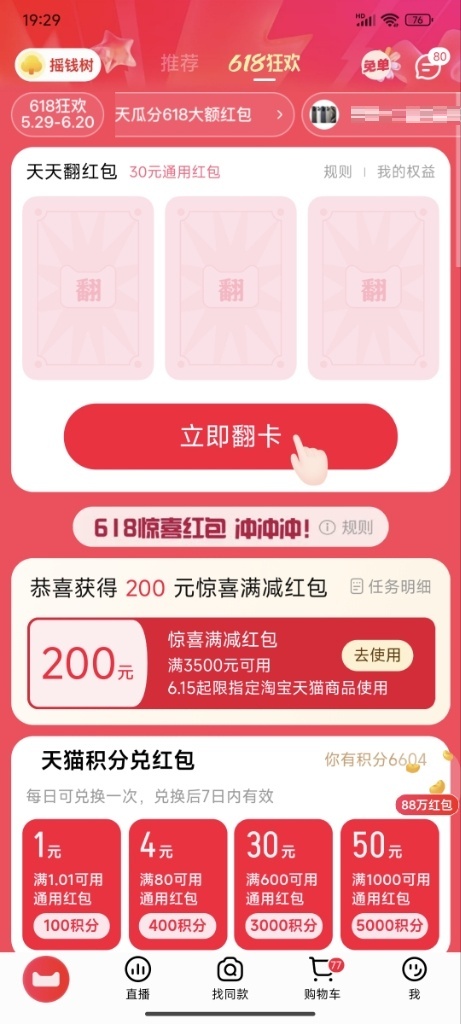 19:29
HD
76
摇钱树
推荐
618狂欢
免单
80
618狂欢
5.29-6.20
天瓜分618大额红包
天天翻红包
30元通用红包
规则
我的权益
翻
翻
翻
立即翻卡
618惊喜红包 冲冲冲!
规则
恭喜获得 200 元惊喜满减红包
任务明细
200元
惊喜满减红包
满3500元可用
6.15起限指定淘宝天猫商品使用
去使用
天猫积分兑红包
你有积分6604
每日可兑换一次，兑换后7日内有效
88万红包
1元
满1.01可用
通用红包
100积分
4元
满80可用
通用红包
400积分
30元
满600可用
通用红包
3000积分
50元
满1000可用
通用红包
5000积分
直播
找同款
77
购物车
我